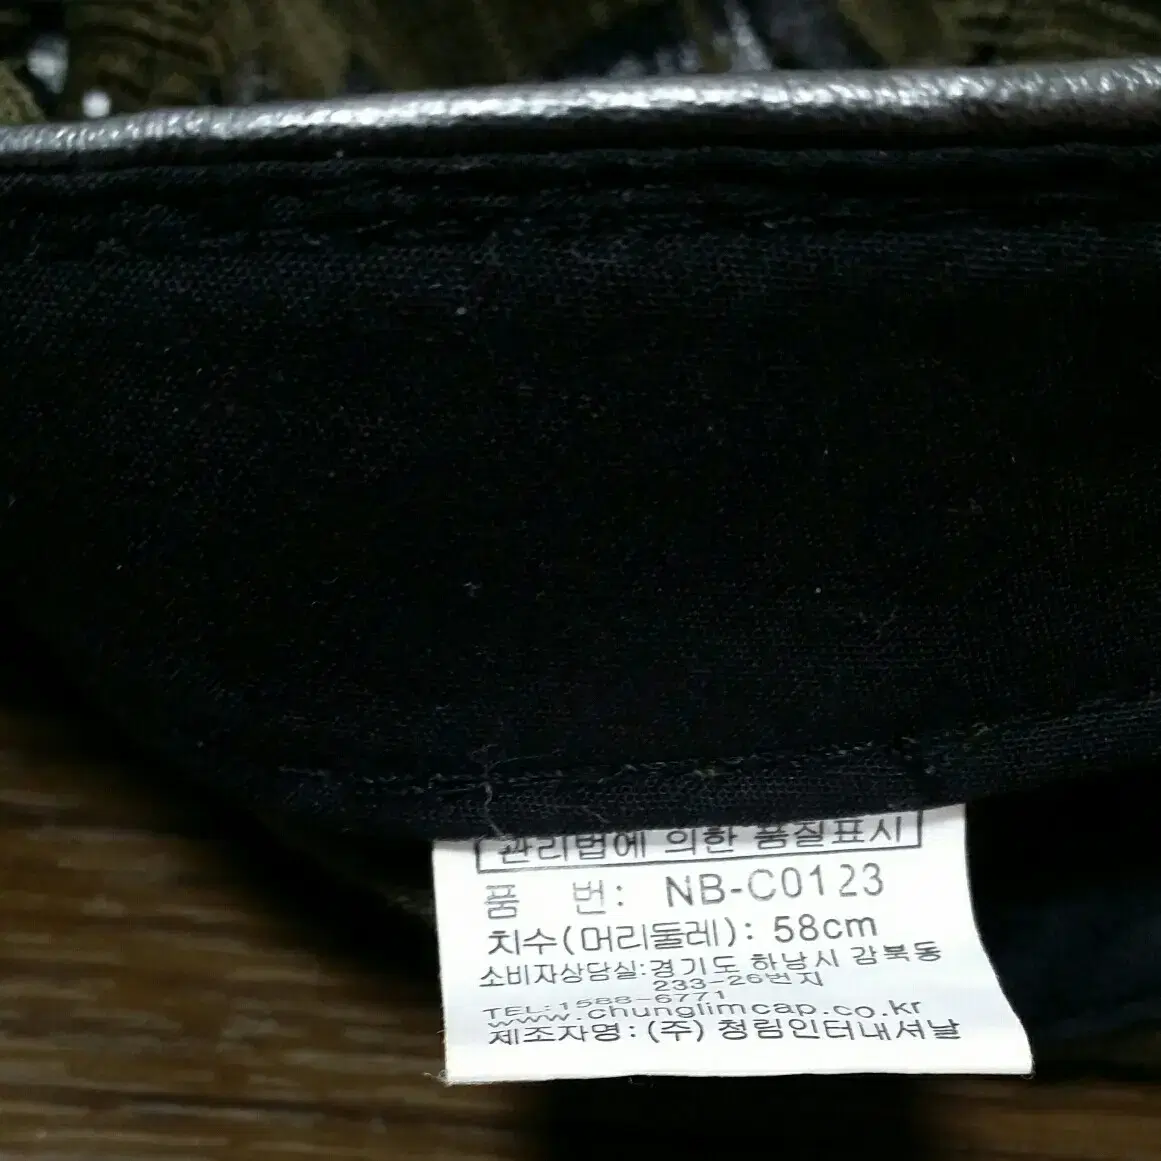 관리법에 의한 품질표시
품 번: NB-C0123
치수(머리둘레): 58cm
소비자상담실:경기도 하남시 감북동
233-26번지
TEL:1588-6771
www.chunglimcap.co.kr
제조자명: (주) 청림인터내셔날